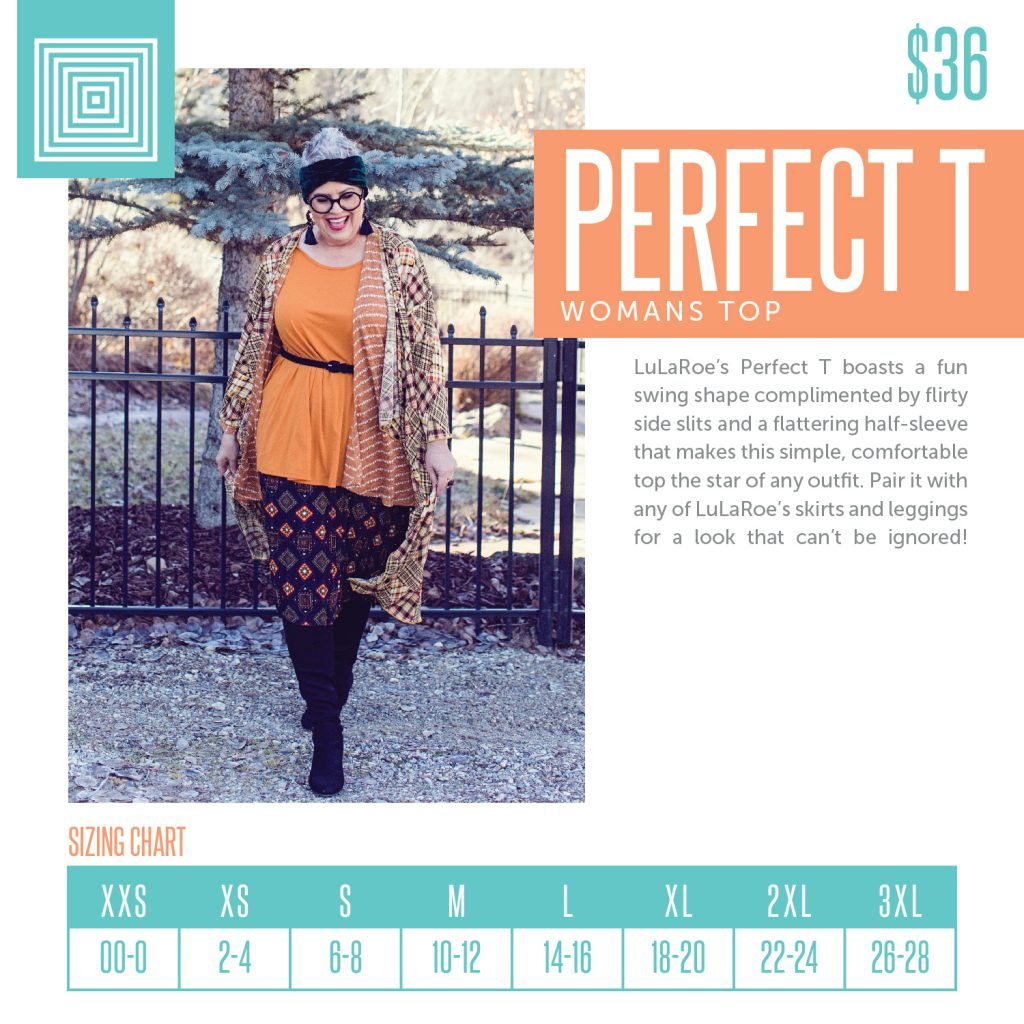 $36
PERFECT T
WOMANS TOP
LuLaRoe’s Perfect T boasts a fun
swing shape complimented by flirty
side slits and a flattering half-sleeve
that makes this simple, comfortable
top the star of any outfit. Pair it with
any of LuLaRoe’s skirts and leggings
for a look that can’t be ignored!
SIZING CHART
XXS XS S M L XL 2XL 3XL
00-0 2-4 6-8 10-12 14-16 18-20 22-24 26-28